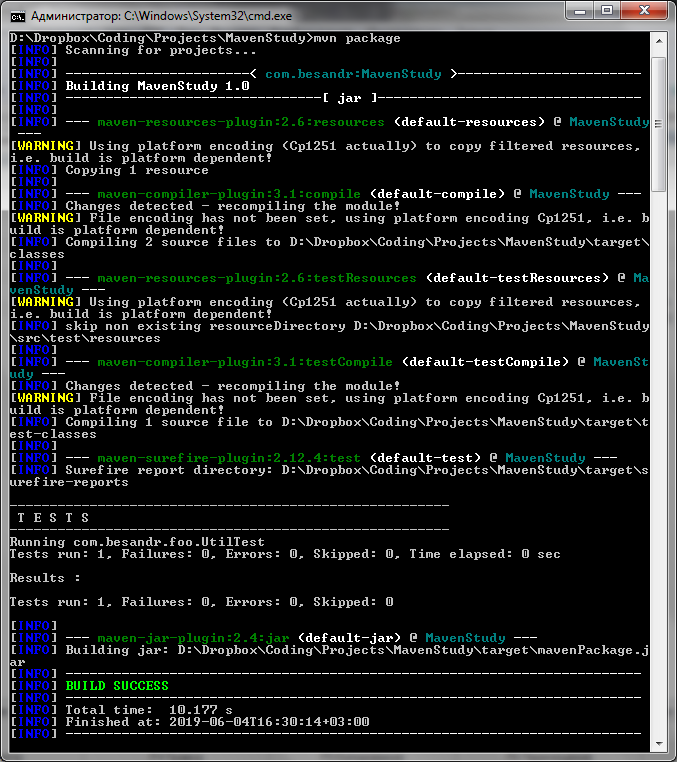 Администратор: C:\Windows\System32\cmd.exe
D:\Dropbox\Coding\Projects\MavenStudy>mvn package
[INFO] Scanning for projects...
[INFO]
[INFO] -----------------------< com.besandr:MavenStudy >-----------------------
[INFO] Building MavenStudy 1.0
[INFO] --------------------------------[ jar ]---------------------------------
[INFO]
[INFO] --- maven-resources-plugin:2.6:resources (default-resources) @ MavenStudy
 ---
[WARNING] Using platform encoding (Cp1251 actually) to copy filtered resources,
i.e. build is platform dependent!
[INFO] Copying 1 resource
[INFO]
[INFO] --- maven-compiler-plugin:3.1:compile (default-compile) @ MavenStudy ---
[INFO] Changes detected - recompiling the module!
[WARNING] File encoding has not been set, using platform encoding Cp1251, i.e. b
uild is platform dependent!
[INFO] Compiling 2 source files to D:\Dropbox\Coding\Projects\MavenStudy\target\
classes
[INFO]
[INFO] --- maven-resources-plugin:2.6:testResources (default-testResources) @ Ma
venStudy ---
[WARNING] Using platform encoding (Cp1251 actually) to copy filtered resources,
i.e. build is platform dependent!
[INFO] skip non existing resourceDirectory D:\Dropbox\Coding\Projects\MavenStudy
\src\test\resources
[INFO]
[INFO] --- maven-compiler-plugin:3.1:testCompile (default-testCompile) @ MavenSt
udy ---
[INFO] Changes detected - recompiling the module!
[WARNING] File encoding has not been set, using platform encoding Cp1251, i.e. b
uild is platform dependent!
[INFO] Compiling 1 source file to D:\Dropbox\Coding\Projects\MavenStudy\target\t
est-classes
[INFO]
[INFO] --- maven-surefire-plugin:2.12.4:test (default-test) @ MavenStudy ---
[INFO] Surefire report directory: D:\Dropbox\Coding\Projects\MavenStudy\target\s
urefire-reports
-------------------------------------------------------
 T E S T S
-------------------------------------------------------
Running com.besandr.foo.UtilTest
Tests run: 1, Failures: 0, Errors: 0, Skipped: 0, Time elapsed: 0 sec
Results :
Tests run: 1, Failures: 0, Errors: 0, Skipped: 0
[INFO]
[INFO] --- maven-jar-plugin:2.4:jar (default-jar) @ MavenStudy ---
[INFO] Building jar: D:\Dropbox\Coding\Projects\MavenStudy\target\mavenPackage.j
ar
[INFO] ------------------------------------------------------------------------
[INFO] BUILD SUCCESS
[INFO] ------------------------------------------------------------------------
[INFO] Total time:  10.177 s
[INFO] Finished at: 2019-06-04T16:30:14+03:00
[INFO] ------------------------------------------------------------------------